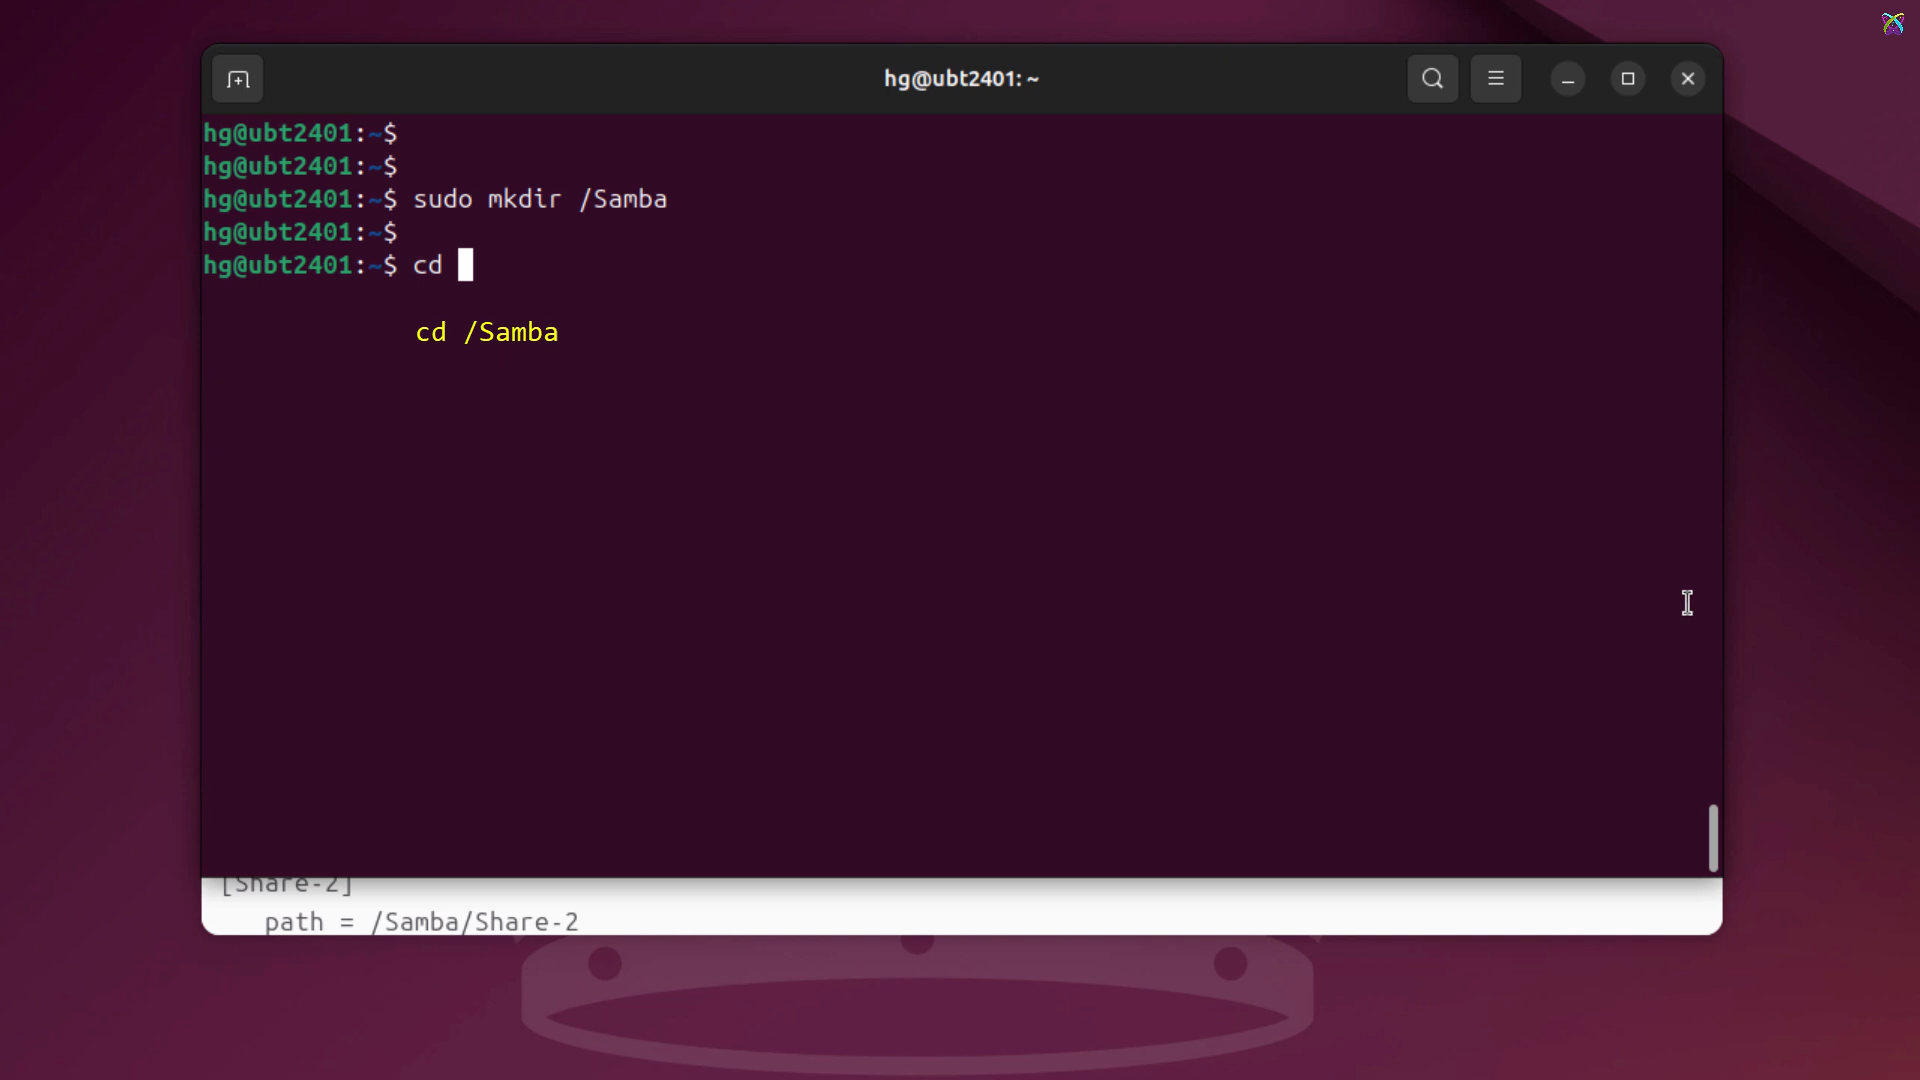 hg@ubt2401: ~
hg@ubt2401:~$
hg@ubt2401:~$
hg@ubt2401:~$ sudo mkdir /Samba
hg@ubt2401:~$
hg@ubt2401:~$ cd
cd /Samba
[Share-2]
path = /Samba/Share-2